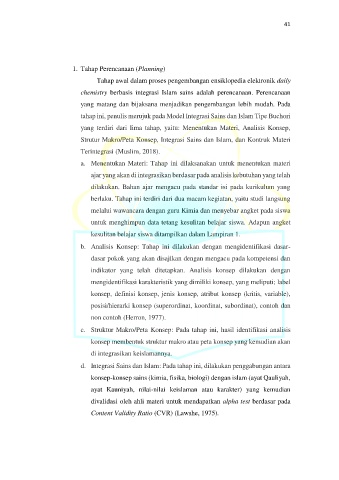 41
1. Tahap Perencanaan (Planning)
Tahap awal dalam proses pengembangan ensiklopedia elektronik daily
chemistry berbasis integrasi Islam sains adalah perencanaan. Perencanaan
yang matang dan bijaksana menjadikan pengembangan lebih mudah. Pada
tahap ini, penulis merujuk pada Model Integrasi Sains dan Islam Tipe Buchori
yang terdiri dari lima tahap, yaitu: Menentukan Materi, Analisis Konsep,
Strutur Makro/Peta Konsep, Integrasi Sains dan Islam, dan Kontruk Materi
Terintegrasi (Muslim, 2018).
a. Menentukan Materi: Tahap ini dilaksanakan untuk menentukan materi
ajar yang akan di integrasikan berdasar pada analisis kebutuhan yang telah
dilakukan. Bahan ajar mengacu pada standar isi pada kurikulum yang
berlaku. Tahap ini terdiri dari dua macam kegiatan, yaitu studi langsung
melalui wawancara dengan guru Kimia dan menyebar angket pada siswa
untuk menghimpun data tetang kesulitan belajar siswa. Adapun angket
kesulitan belajar siswa ditampilkan dalam Lampiran 1.
b. Analisis Konsep: Tahap ini dilakukan dengan mengidentifikasi dasar-
dasar pokok yang akan disajikan dengan mengacu pada kompetensi dan
indikator yang telah ditetapkan. Analisis konsep dilakukan dengan
mengidentifikasi karakteristik yang dimiliki konsep, yang meliputi; label
konsep, definisi konsep, jenis konsep, atribut konsep (kritis, variable),
posisi/hierarki konsep (superordinat, koordinat, subordinat), contoh dan
non contoh (Herron, 1977).
c. Struktur Makro/Peta Konsep: Pada tahap ini, hasil identifikasi analisis
konsep membentuk struktur makro atau peta konsep yang kemudian akan
di integrasikan keislamannya.
d. Integrasi Sains dan Islam: Pada tahap ini, dilakukan penggabungan antara
konsep-konsep sains (kimia, fisika, biologi) dengan islam (ayat Qauliyah,
ayat Kauniyah, nilai-nilai keislaman atau karakter) yang kemudian
divalidasi oleh ahli materi untuk mendapatkan alpha test berdasar pada
Content Validity Ratio (CVR) (Lawshe, 1975).